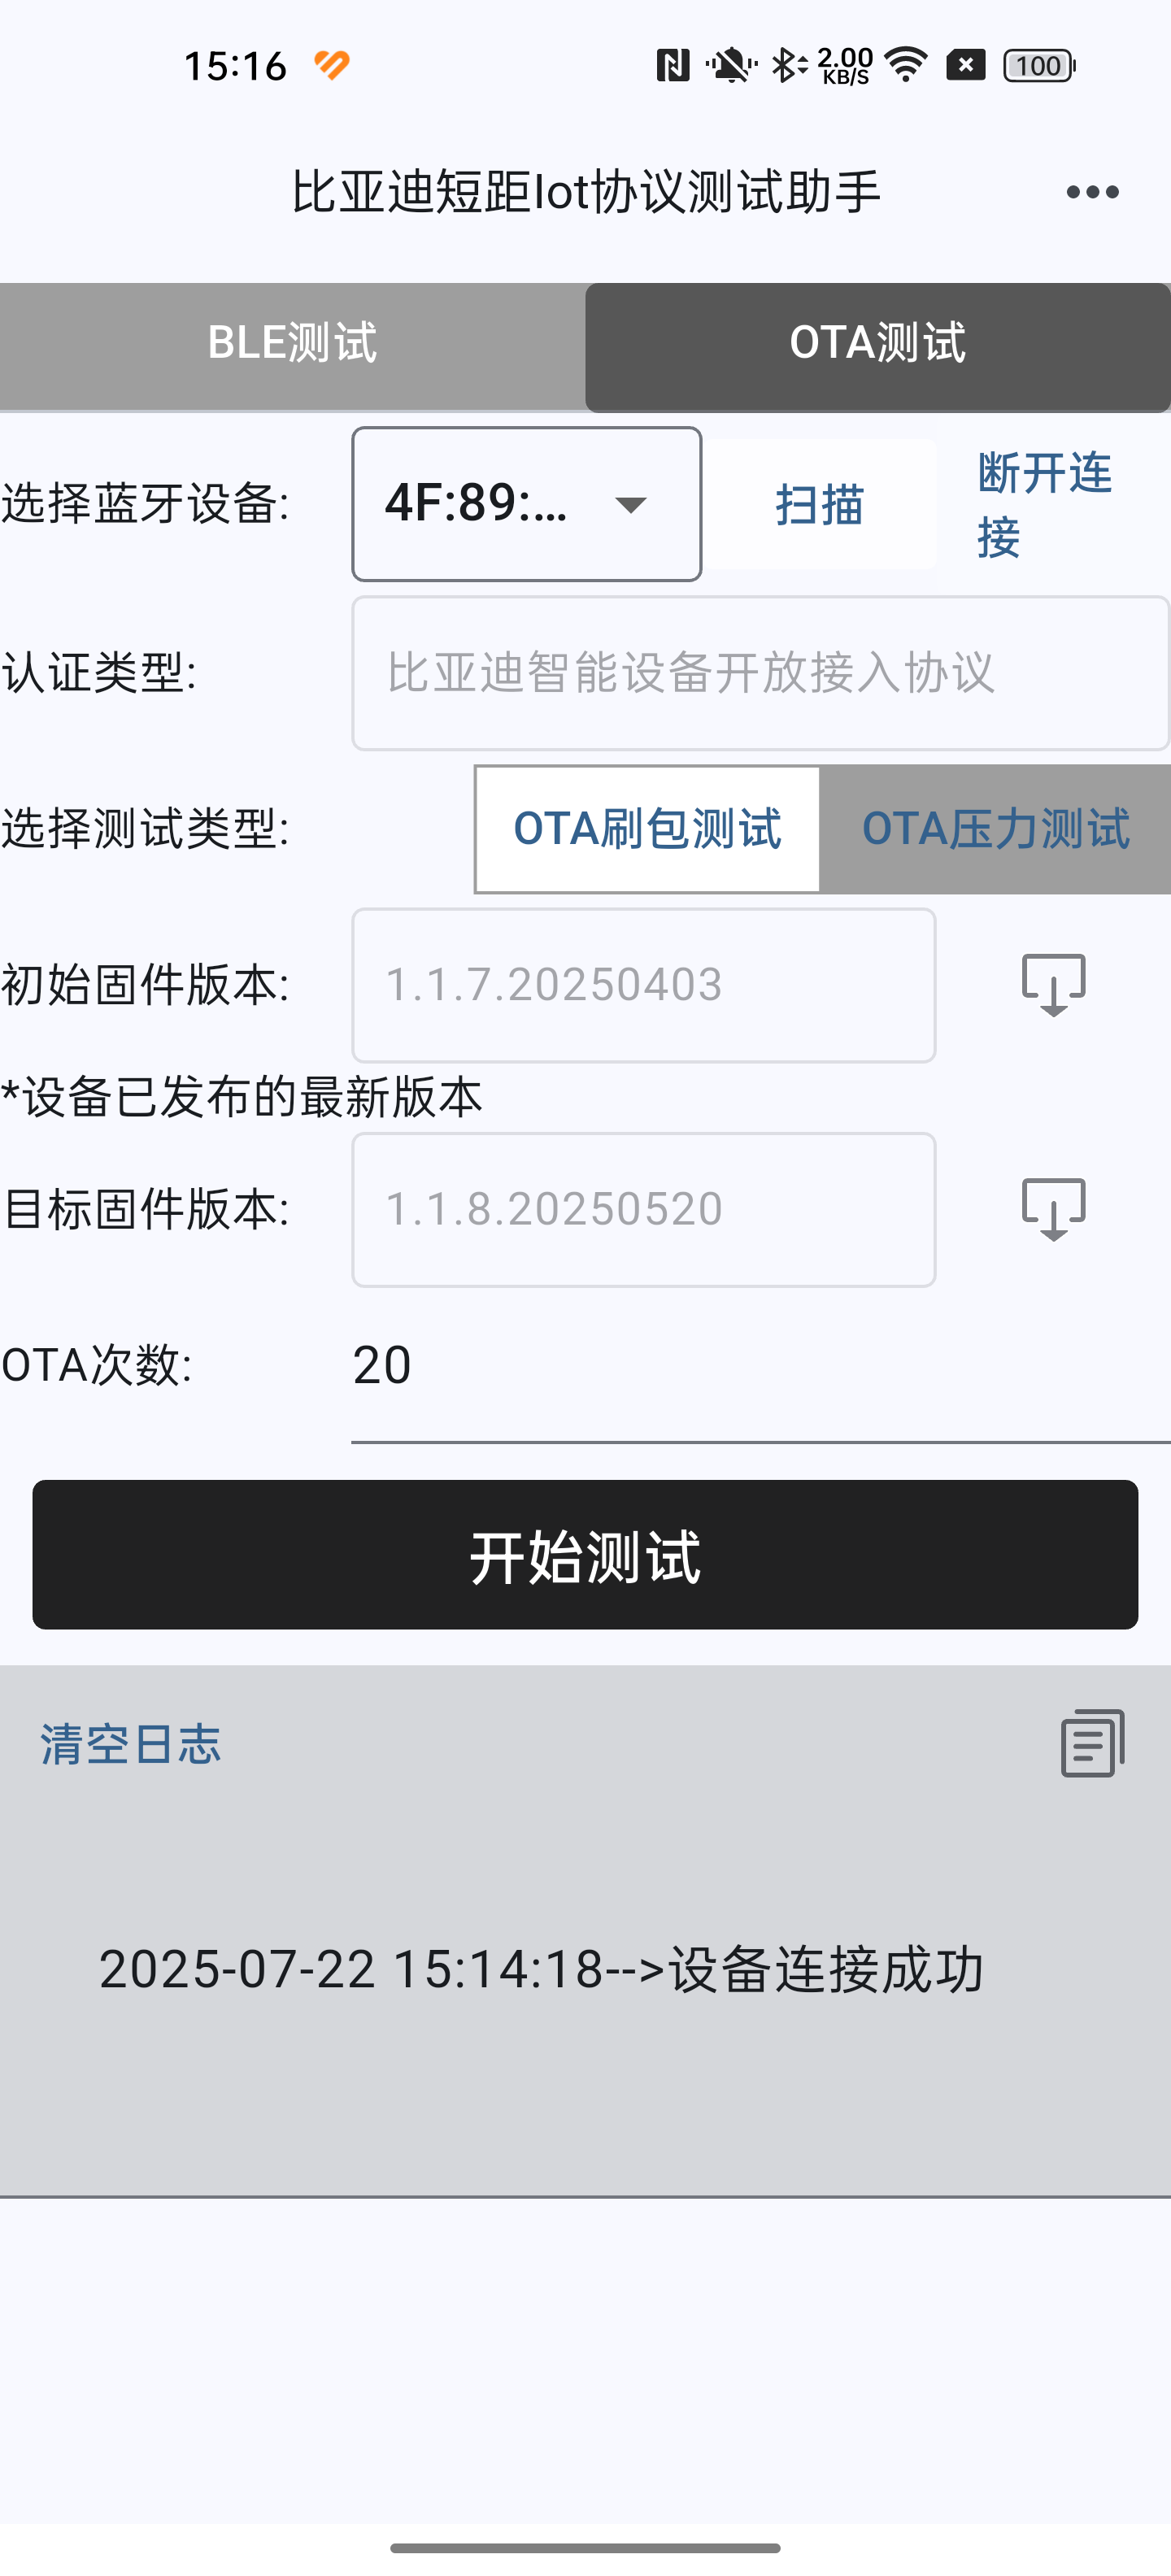 15:16
2.00
KB/S
100
比亚迪短距Iot协议测试助手
BLE测试
OTA测试
选择蓝牙设备:
4F:89:...
扫描
断开连
接
认证类型:
比亚迪智能设备开放接入协议
选择测试类型:
OTA刷包测试
OTA压力测试
初始固件版本:
1.1.7.20250403
*设备已发布的最新版本
目标固件版本:
1.1.8.20250520
OTA次数:
20
开始测试
清空日志
2025-07-22 15:14:18-->设备连接成功